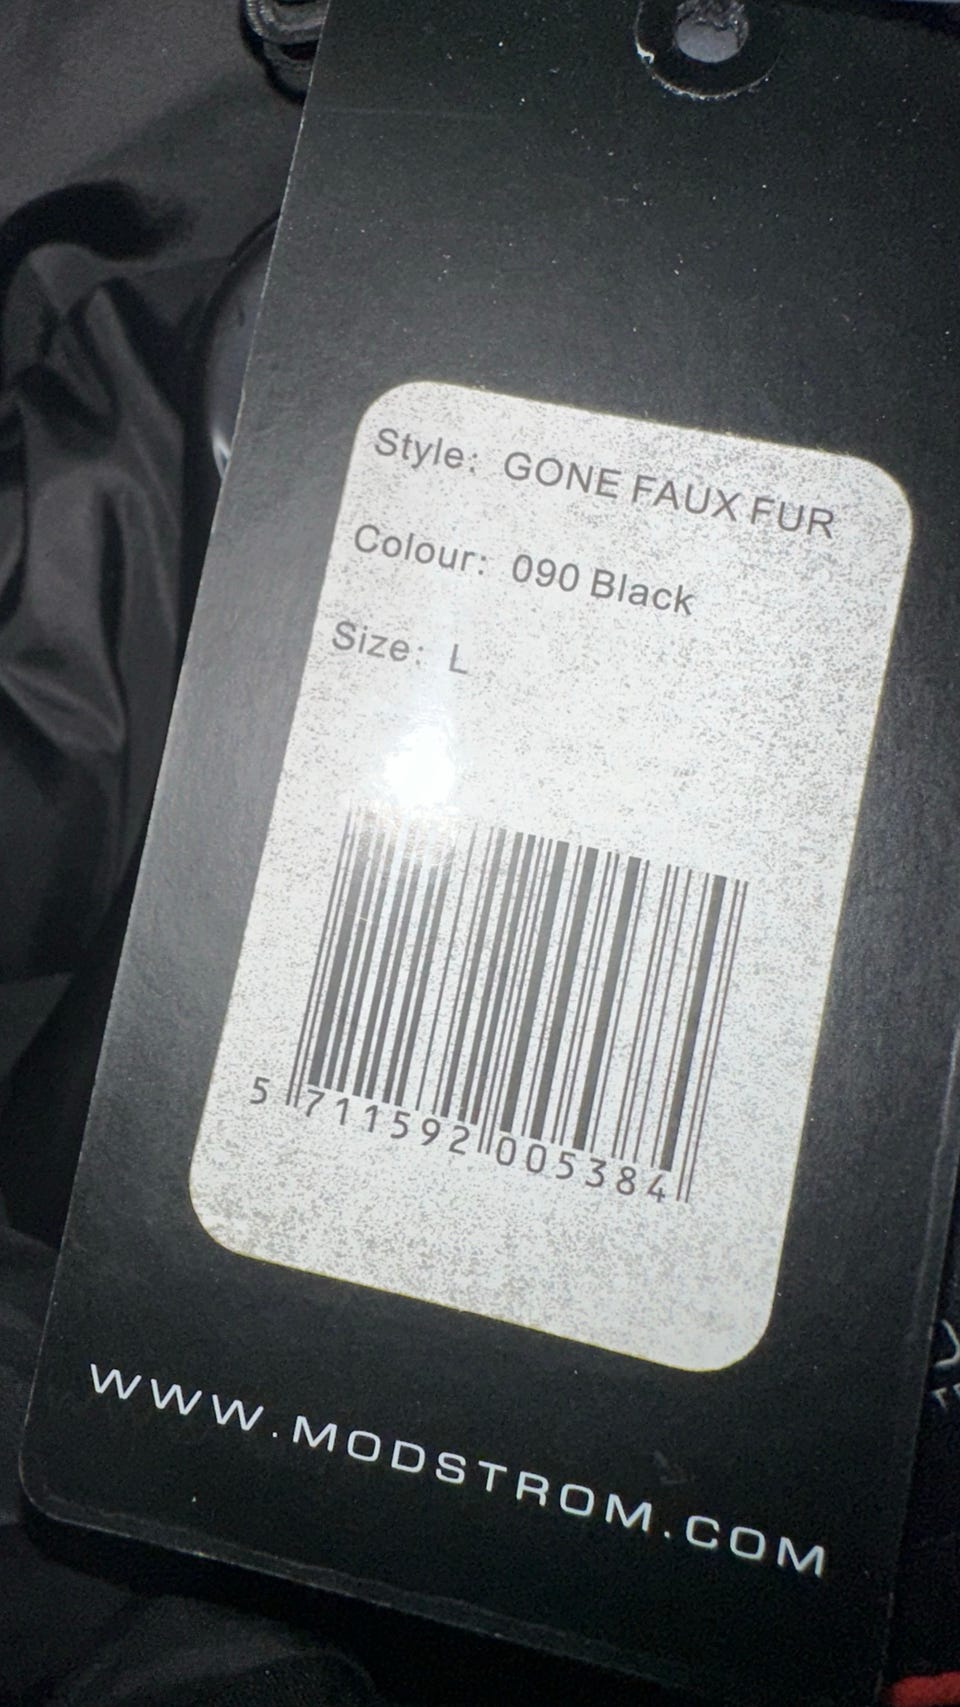 Style: GONE FAUX FUR
Colour: 090 Black
Size: L
5 711592 005384
WWW.MODSTROM.COM